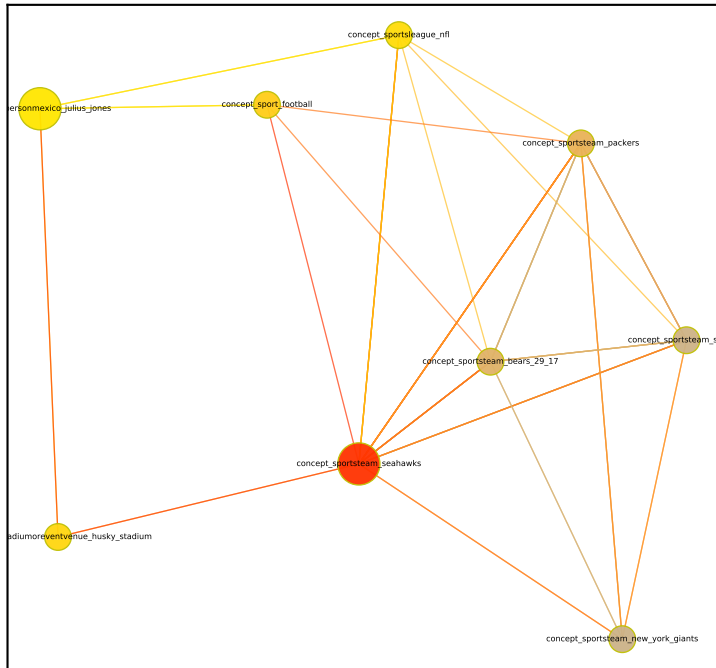 concept_sportsleague_nfl
ersonmexico_julius_jones
concept_sport_football
concept_sportsteam_packers
concept_sportsteam_s
concept_sportsteam_bears_29_17
concept_sportsteam_seahawks
adiumoreventvenue_husky_stadium
concept_sportsteam_new_york_giants